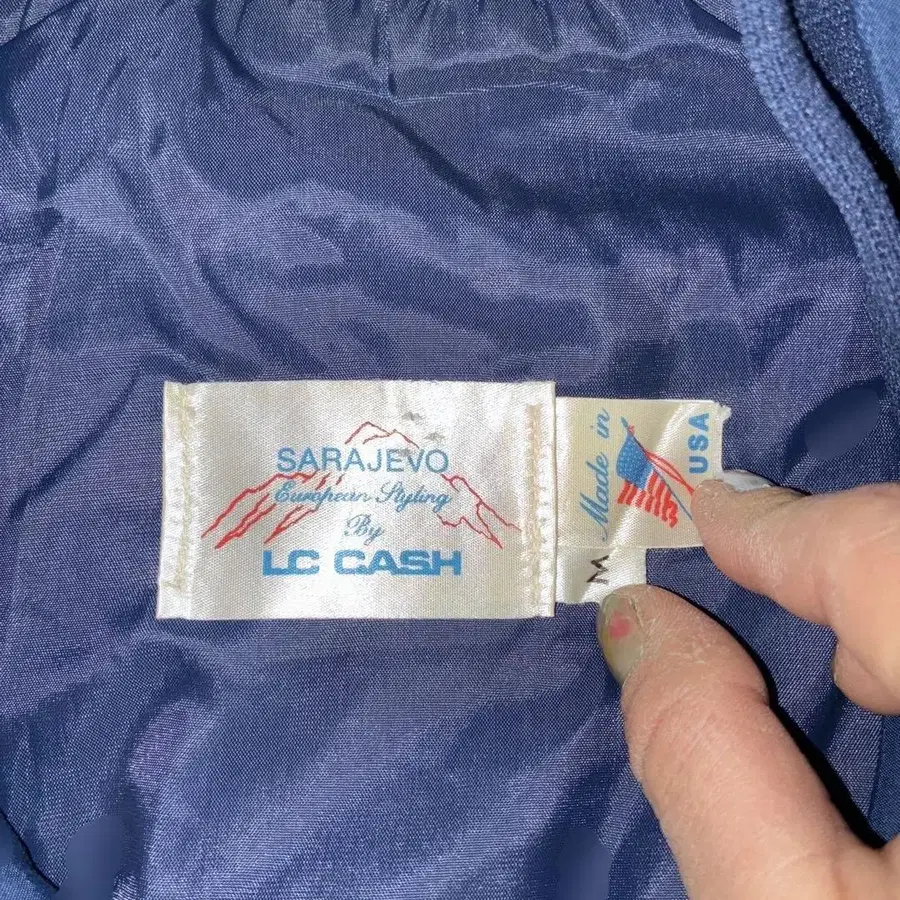 SARAJEVO
European Styling
By
LC CASH
Made in
USA
M